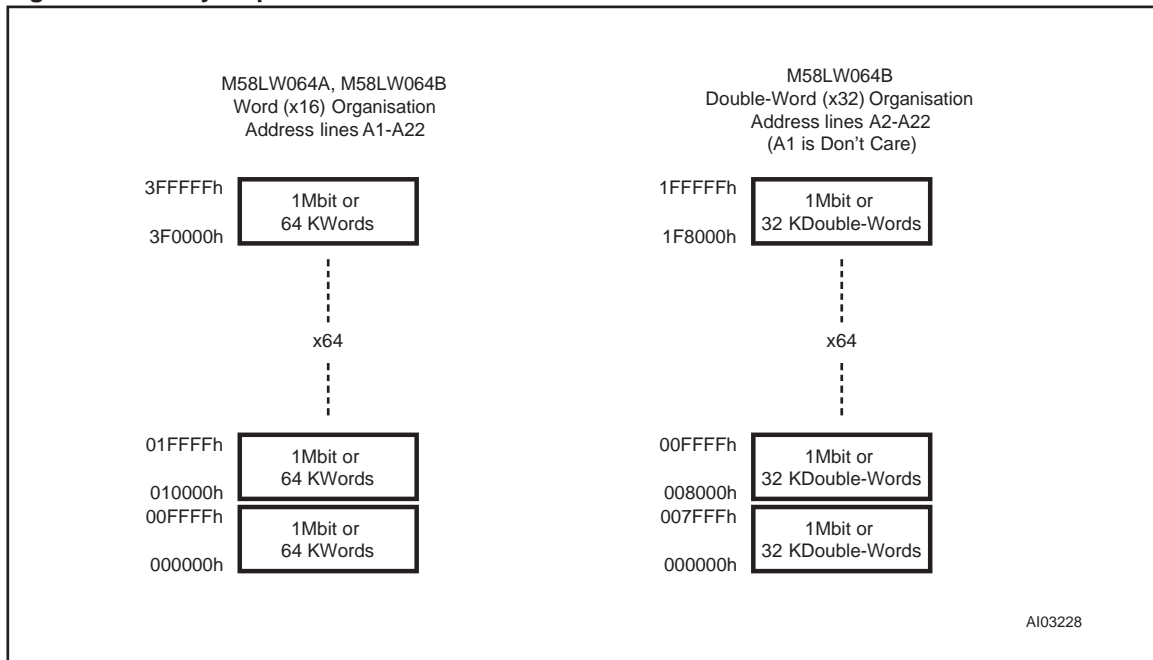 M58LW064A, M58LW064B
Word (x16) Organisation
Address lines A1-A22
3FFFFFh
1Mbit or
64 KWords
3F0000h
x64
01FFFFh
1Mbit or
64 KWords
010000h
00FFFFh
1Mbit or
64 KWords
000000h
M58LW064B
Double-Word (x32) Organisation
Address lines A2-A22
(A1 is Don't Care)
1FFFFFh
1Mbit or
32 KDouble-Words
1F8000h
x64
00FFFFh
1Mbit or
32 KDouble-Words
008000h
007FFFh
1Mbit or
32 KDouble-Words
000000h
AI03228